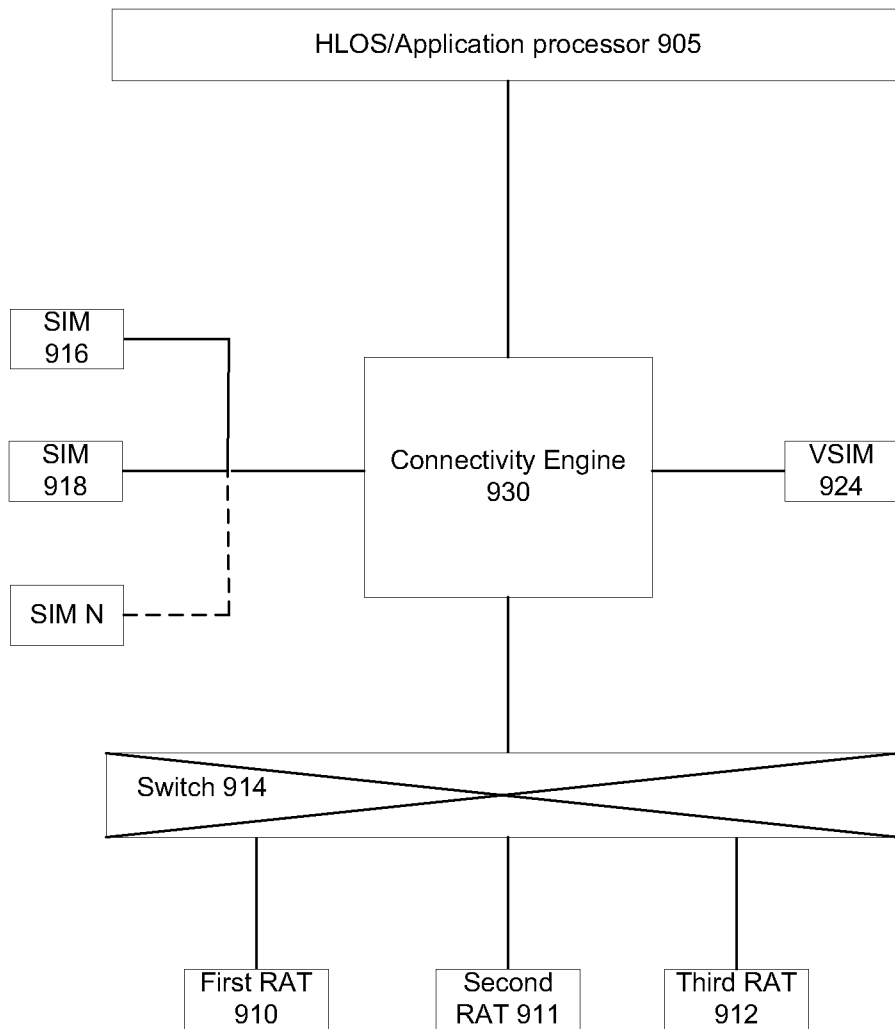 HLOS/Application processor 905
SIM
916
SIM
918
SIM N
Connectivity Engine
930
VSIM
924
Switch 914
First RAT
910
Second
RAT 911
Third RAT
912